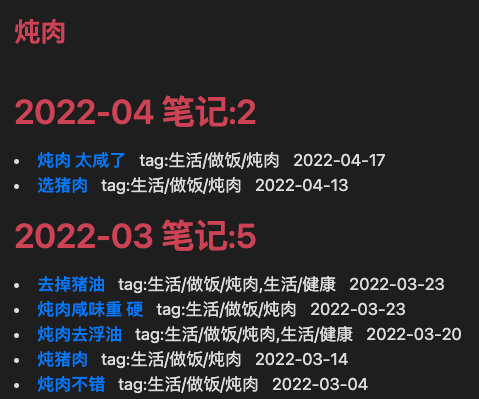 炖肉
2022-04 笔记:2
• 炖肉 太咸了 tag:生活/做饭/炖肉 2022-04-17
• 选猪肉 tag:生活/做饭/炖肉 2022-04-13
2022-03 笔记:5
• 去掉猪油 tag:生活/做饭/炖肉,生活/健康 2022-03-23
• 炖肉咸味重 硬 tag:生活/做饭/炖肉 2022-03-23
• 炖肉去浮油 tag:生活/做饭/炖肉,生活/健康 2022-03-20
• 炖猪肉 tag:生活/做饭/炖肉 2022-03-14
• 炖肉不错 tag:生活/做饭/炖肉 2022-03-04